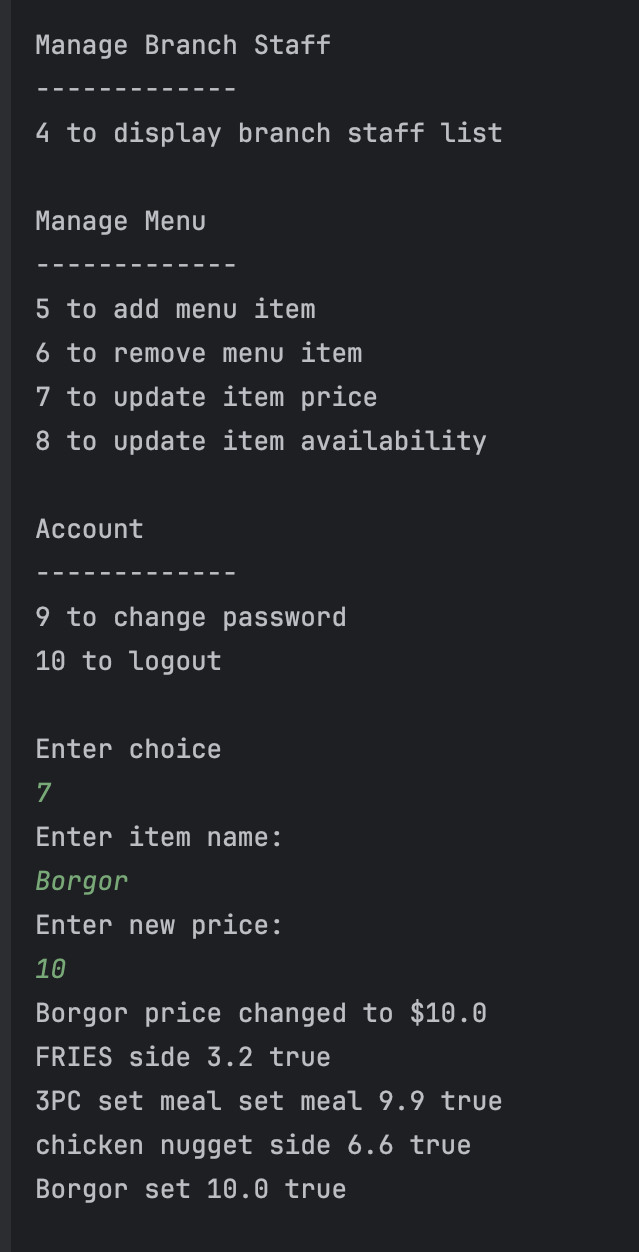 Manage Branch Staff
-------------
4 to display branch staff list
Manage Menu
-------------
5 to add menu item
6 to remove menu item
7 to update item price
8 to update item availability
Account
-------------
9 to change password
10 to logout
Enter choice
7
Enter item name:
Borgor
Enter new price:
10
Borgor price changed to $10.0
FRIES side 3.2 true
3PC set meal set meal 9.9 true
chicken nugget side 6.6 true
Borgor set 10.0 true